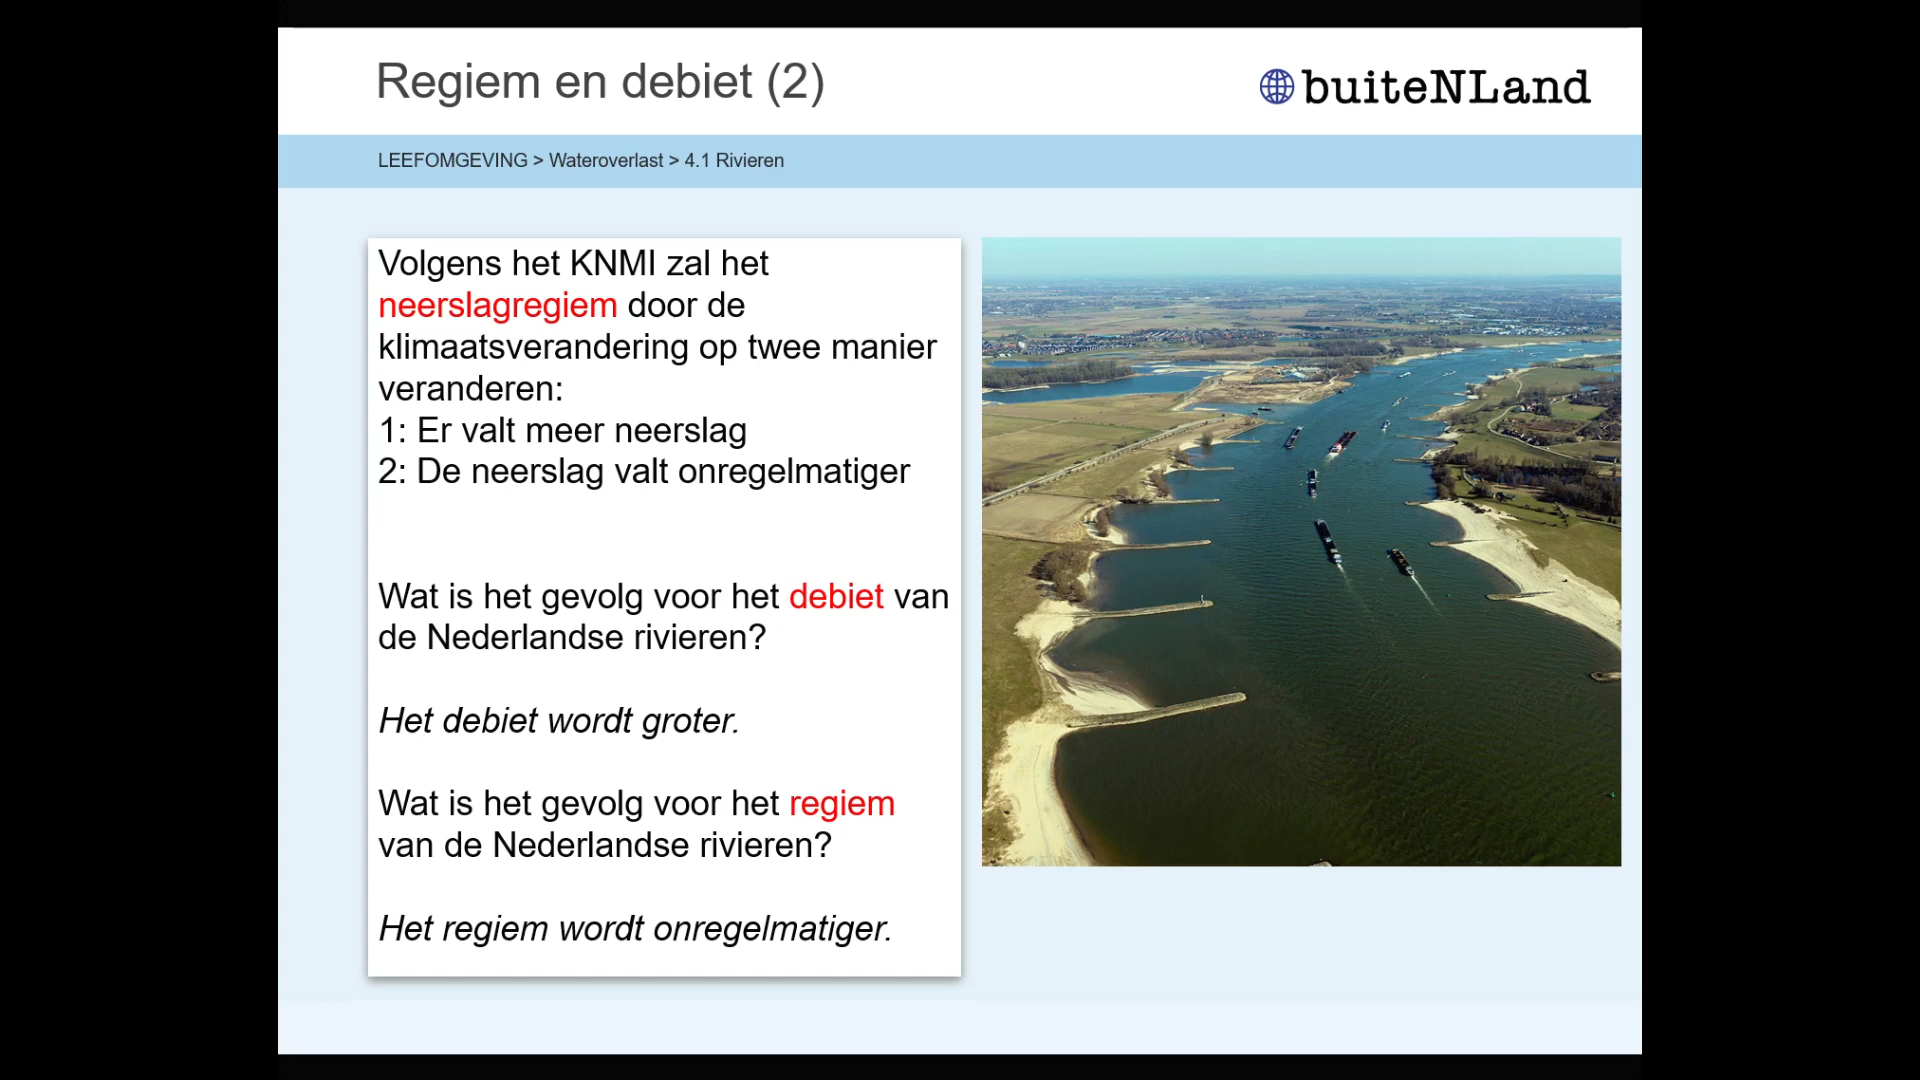 Regiem en debiet (2)
buiteNLand
LEEFOMGEVING > Wateroverlast > 4.1 Rivieren
Volgens het KNMI zal het
neerslagregiem door de
klimaatsverandering op twee manier
veranderen:
1: Er valt meer neerslag
2: De neerslag valt onregelmatiger
Wat is het gevolg voor het debiet van
de Nederlandse rivieren?
Het debiet wordt groter.
Wat is het gevolg voor het regiem
van de Nederlandse rivieren?
Het regiem wordt onregelmatiger.